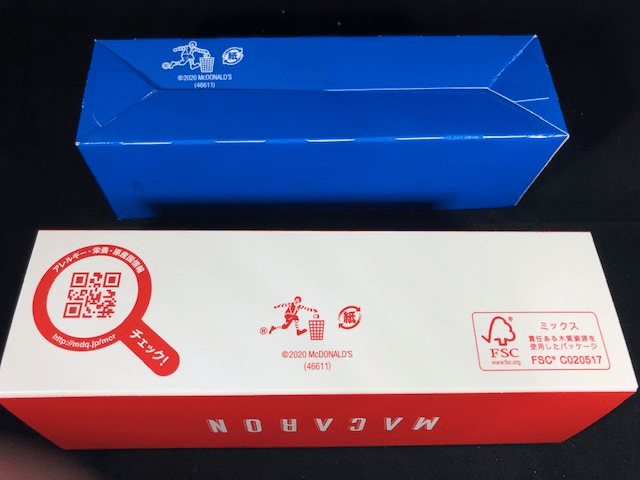 紙
©2020 McDONALD'S
(46611)
アレルギー・栄養・原産国情報
http://mdq.jp/mcr
チェック!
®
紙
©2020 McDONALD'S
(46611)
FSC
www.fsc.org
ミックス
責任ある木質資源を
使用したパッケージ
FSC® C020517
MACARON